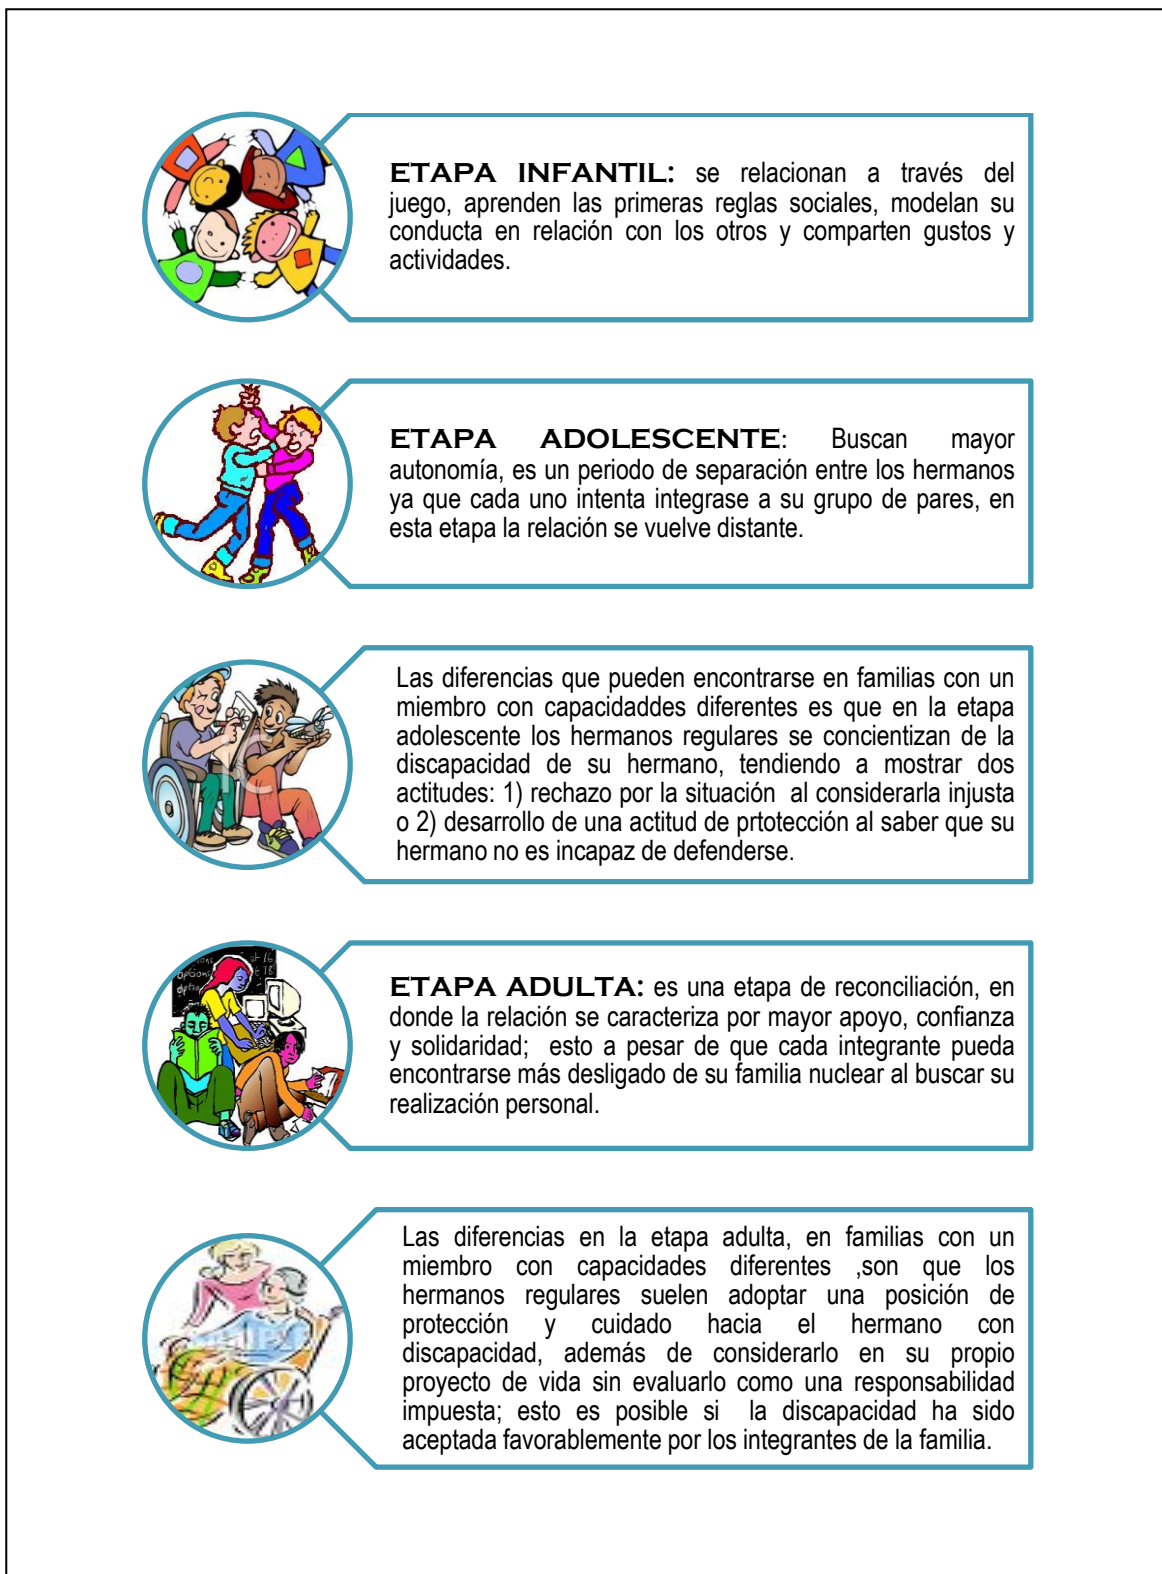 ETAPA INFANTIL: se relacionan a través del
juego, aprenden las primeras reglas sociales, modelan su
conducta en relación con los otros y comparten gustos y
actividades.
ETAPA ADOLESCENTE: Buscan mayor
autonomía, es un periodo de separación entre los hermanos
ya que cada uno intenta integrase a su grupo de pares, en
esta etapa la relación se vuelve distante.
Las diferencias que pueden encontrarse en familias con un
miembro con capacidaddes diferentes es que en la etapa
adolescente los hermanos regulares se concientizan de la
discapacidad de su hermano, tendiendo a mostrar dos
actitudes: 1) rechazo por la situación al considerarla injusta
o 2) desarrollo de una actitud de prtotección al saber que su
hermano no es incapaz de defenderse.
options
ETAPA ADULTA: es una etapa de reconciliación, en
donde la relación se caracteriza por mayor apoyo, confianza
y solidaridad; esto a pesar de que cada integrante pueda
encontrarse más desligado de su familia nuclear al buscar su
realización personal.
Las diferencias en la etapa adulta, en familias con un
miembro con capacidades diferentes ,son que los
hermanos regulares suelen adoptar una posición de
protección y cuidado hacia el hermano con
discapacidad, además de considerarlo en su propio
proyecto de vida sin evaluarlo como una responsabilidad
impuesta; esto es posible si la discapacidad ha sido
aceptada favorablemente por los integrantes de la familia.